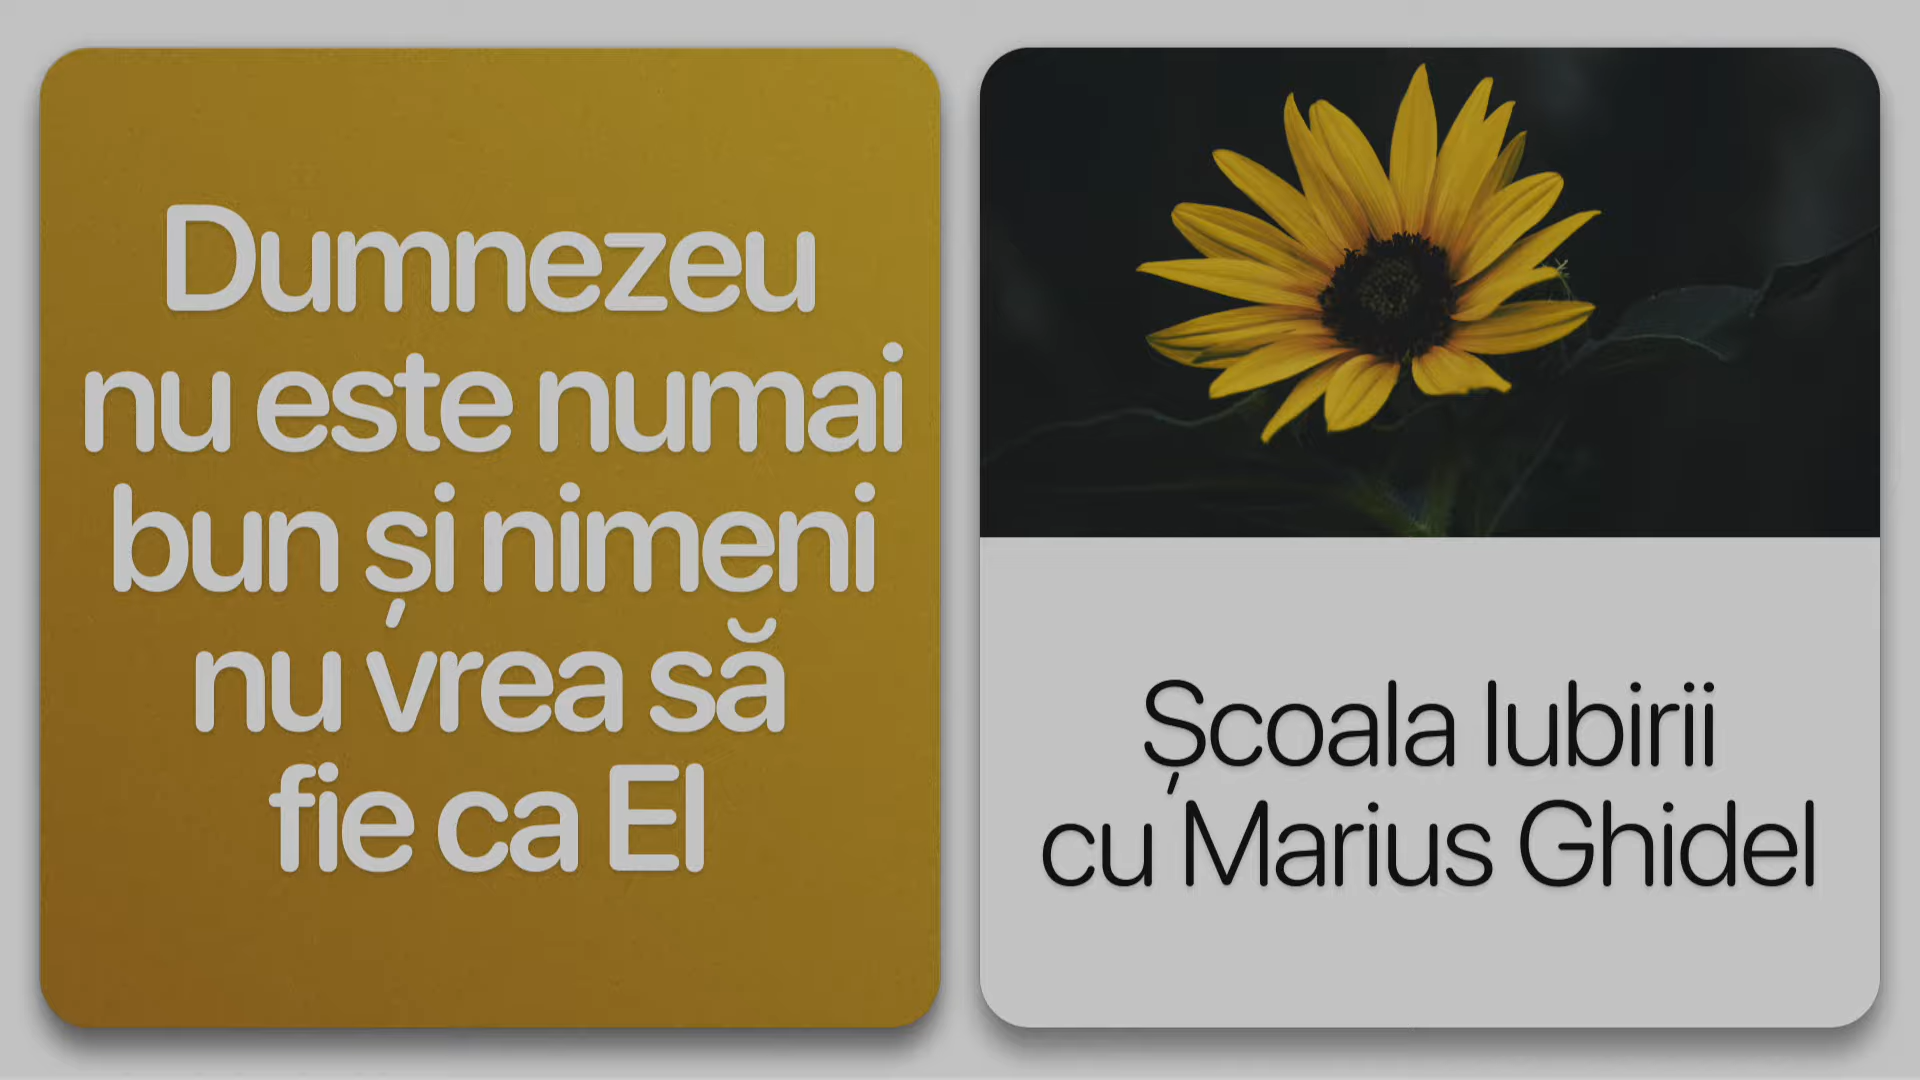 Dumnezeu
nu este numai
bun și nimeni
nu vrea să
fie ca El
Școala Iubirii
cu Marius Ghidel